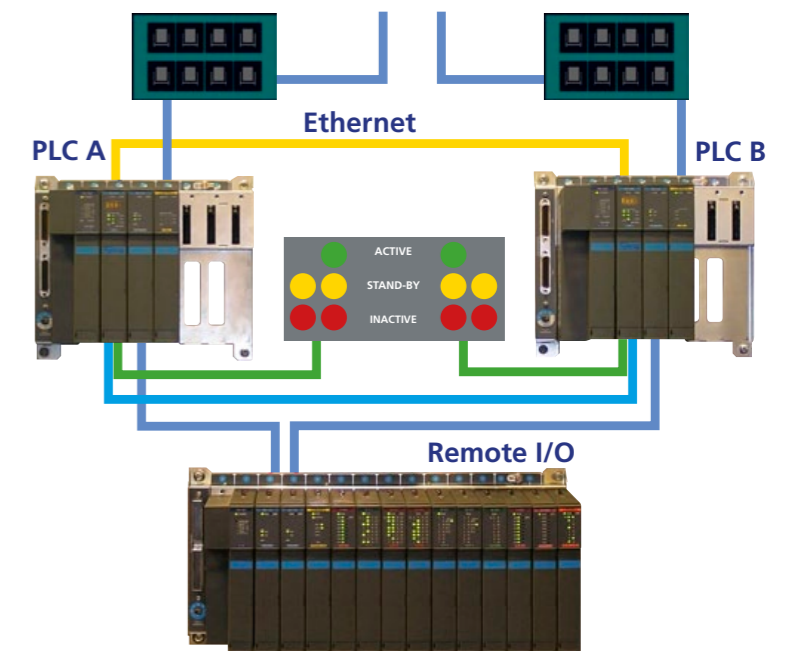 Ethernet
PLC A
PLC B
ACTIVE
STAND-BY
INACTIVE
Remote I/O